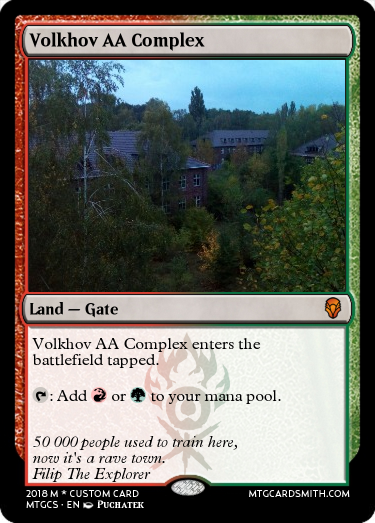 Volkhov AA Complex
Land — Gate
Volkhov AA Complex enters the
battlefield tapped.
: Add or to your mana pool.
50 000 people used to train here,
now it's a rave town.
Filip The Explorer
2018 M * CUSTOM CARD
MTGCS • EN PUCHATEK
MTGCARDSMITH.COM